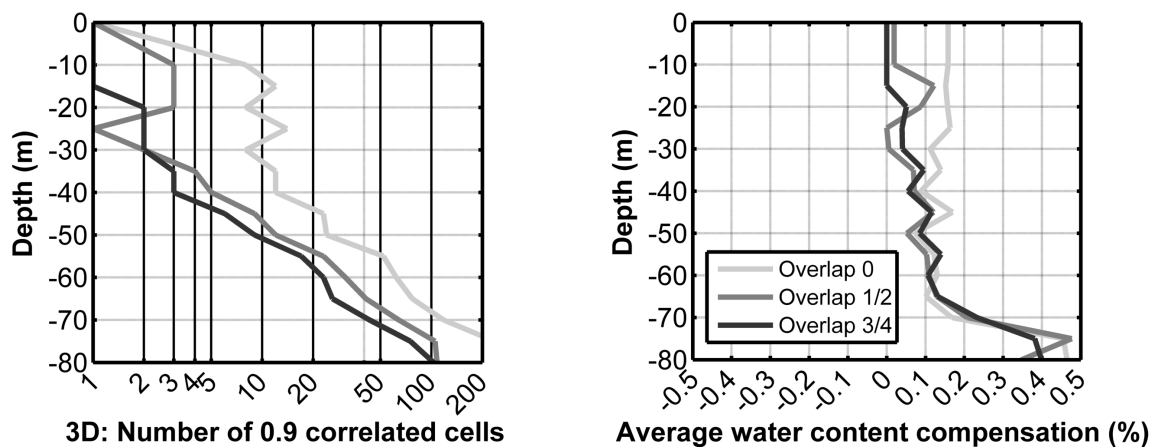 0
-10
-20
-30
-40
-50
-60
-70
-80
Depth (m)
1 2 3 4 5 10 20 50 100 200
3D: Number of 0.9 correlated cells
0
-10
-20
-30
-40
-50
-60
-70
-80
Depth (m)
Overlap 0
Overlap 1/2
Overlap 3/4
-0.5 -0.4 -0.3 -0.2 -0.1 0 0.1 0.2 0.3 0.4 0.5
Average water content compensation (%)